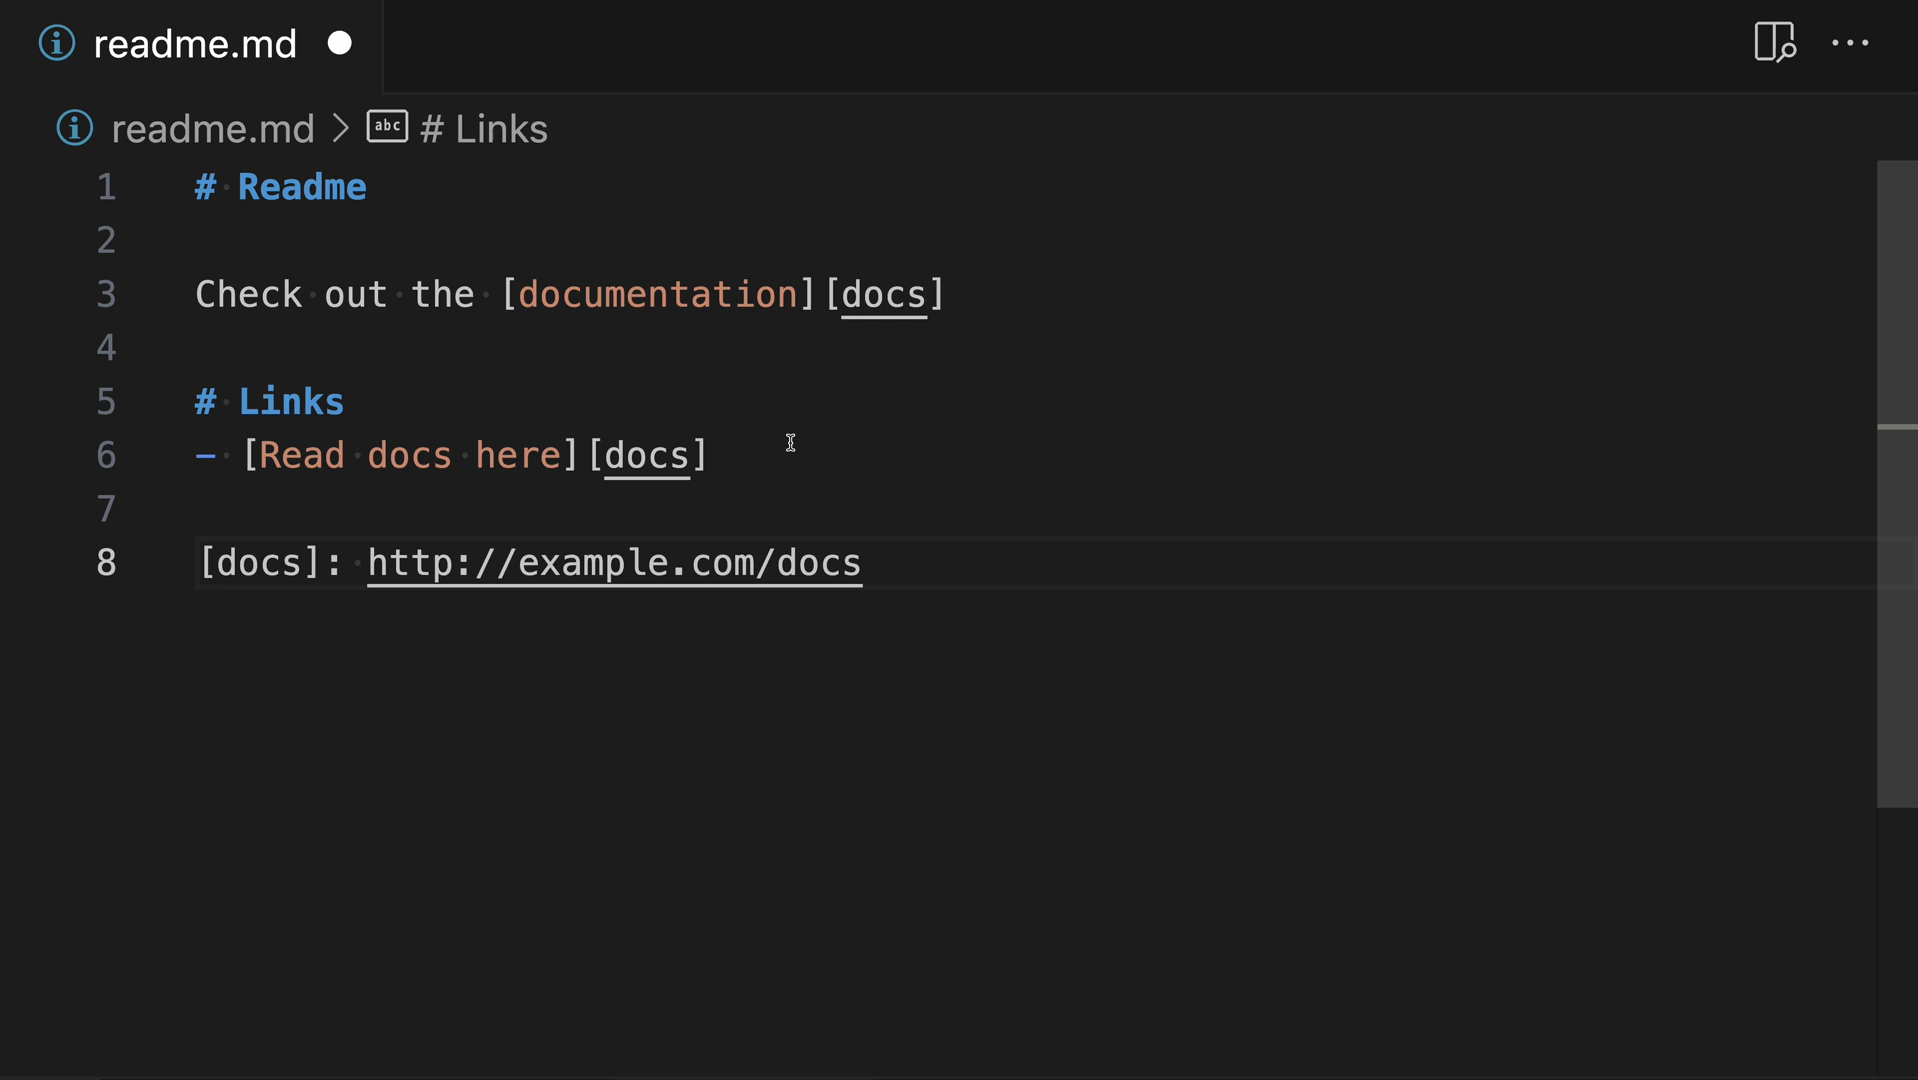 readme.md
readme.md > abc # Links
1 # Readme
2
3 Check out the [documentation][docs]
4
5 # Links
6 - [Read docs here][docs]
7
8 [docs]: http://example.com/docs